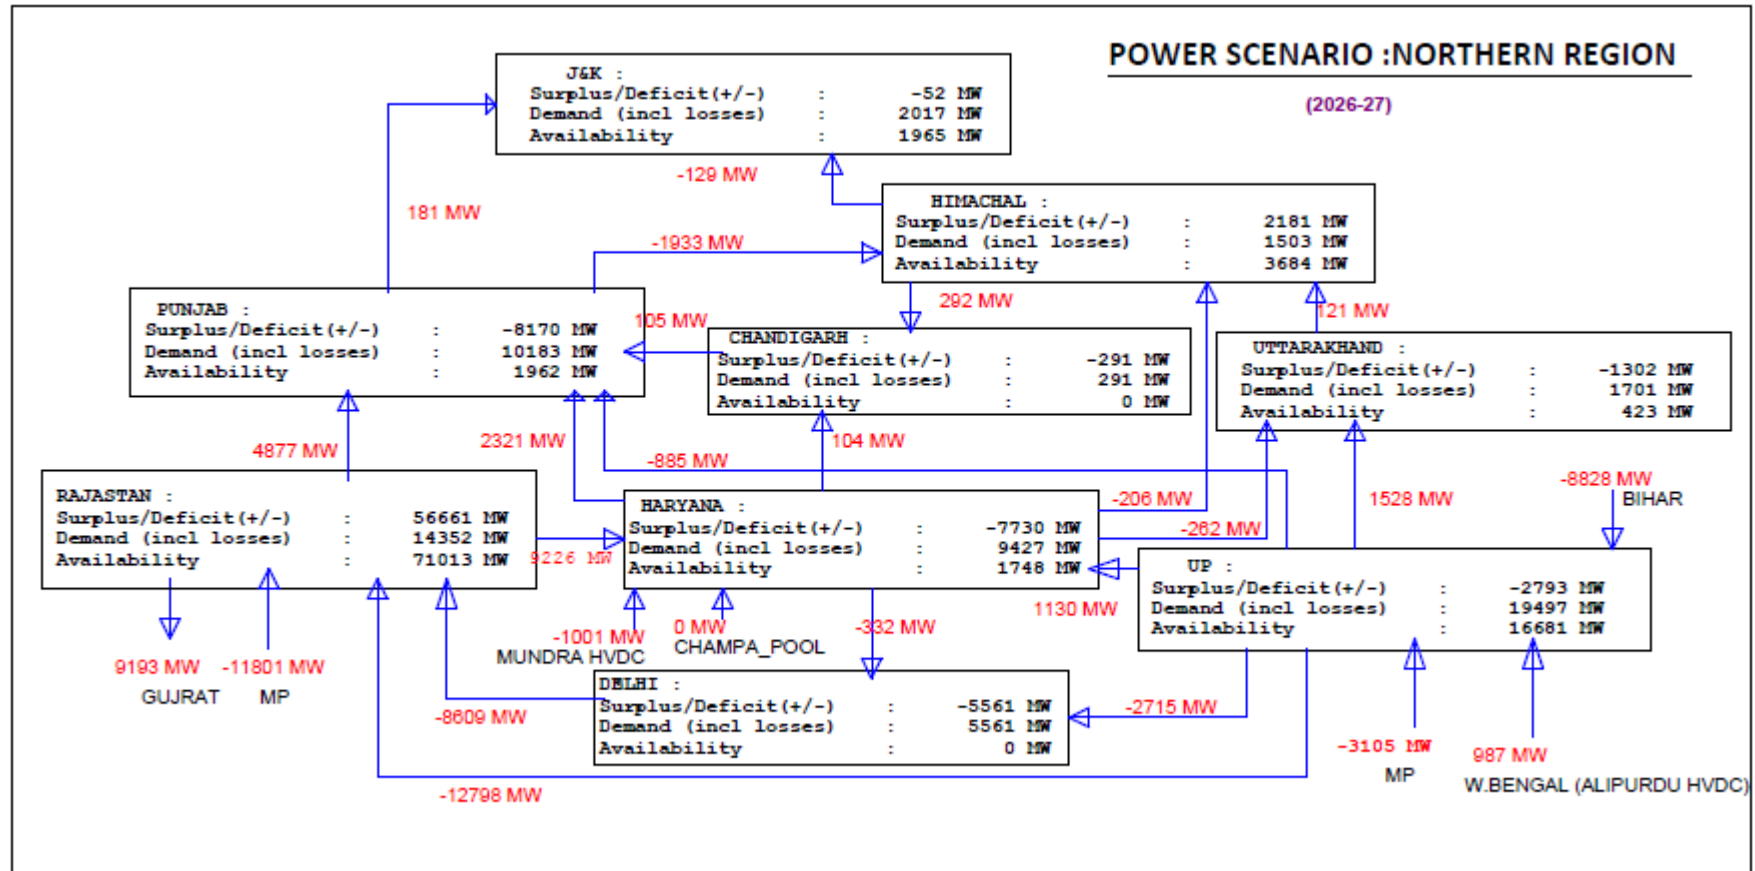 POWER SCENARIO :NORTHERN REGION
(2026-27)
J&K :
Surplus/Deficit(+/-) : -52 MW
Demand (incl losses) : 2017 MW
Availability : 1965 MW
-129 MW
181 MW
HIMACHAL :
Surplus/Deficit(+/-) : 2181 MW
Demand (incl losses) : 1503 MW
Availability : 3684 MW
-1933 MW
292 MW
121 MW
PUNJAB :
Surplus/Deficit(+/-) : -8170 MW
Demand (incl losses) : 10183 MW
Availability : 1962 MW
105 MW
CHANDIGARH :
Surplus/Deficit(+/-) : -291 MW
Demand (incl losses) : 291 MW
Availability : 0 MW
UTTARAKHAND :
Surplus/Deficit(+/-) : -1302 MW
Demand (incl losses) : 1701 MW
Availability : 423 MW
4877 MW
2321 MW
104 MW
-885 MW
-206 MW
-262 MW
1528 MW
-8828 MW
BIHAR
RAJASTAN :
Surplus/Deficit(+/-) : 56661 MW
Demand (incl losses) : 14352 MW
Availability : 71013 MW
9226 MW
HARYANA :
Surplus/Deficit(+/-) : -7730 MW
Demand (incl losses) : 9427 MW
Availability : 1748 MW
UP :
Surplus/Deficit(+/-) : -2793 MW
Demand (incl losses) : 19497 MW
Availability : 16681 MW
1130 MW
9193 MW
GUJRAT
-11801 MW
MP
-1001 MW
MUNDRA HVDC
0 MW
CHAMPA_POOL
-332 MW
DELHI :
Surplus/Deficit(+/-) : -5561 MW
Demand (incl losses) : 5561 MW
Availability : 0 MW
-8609 MW
-2715 MW
-3105 MW
MP
987 MW
W.BENGAL (ALIPURDU HVDC)
-12798 MW